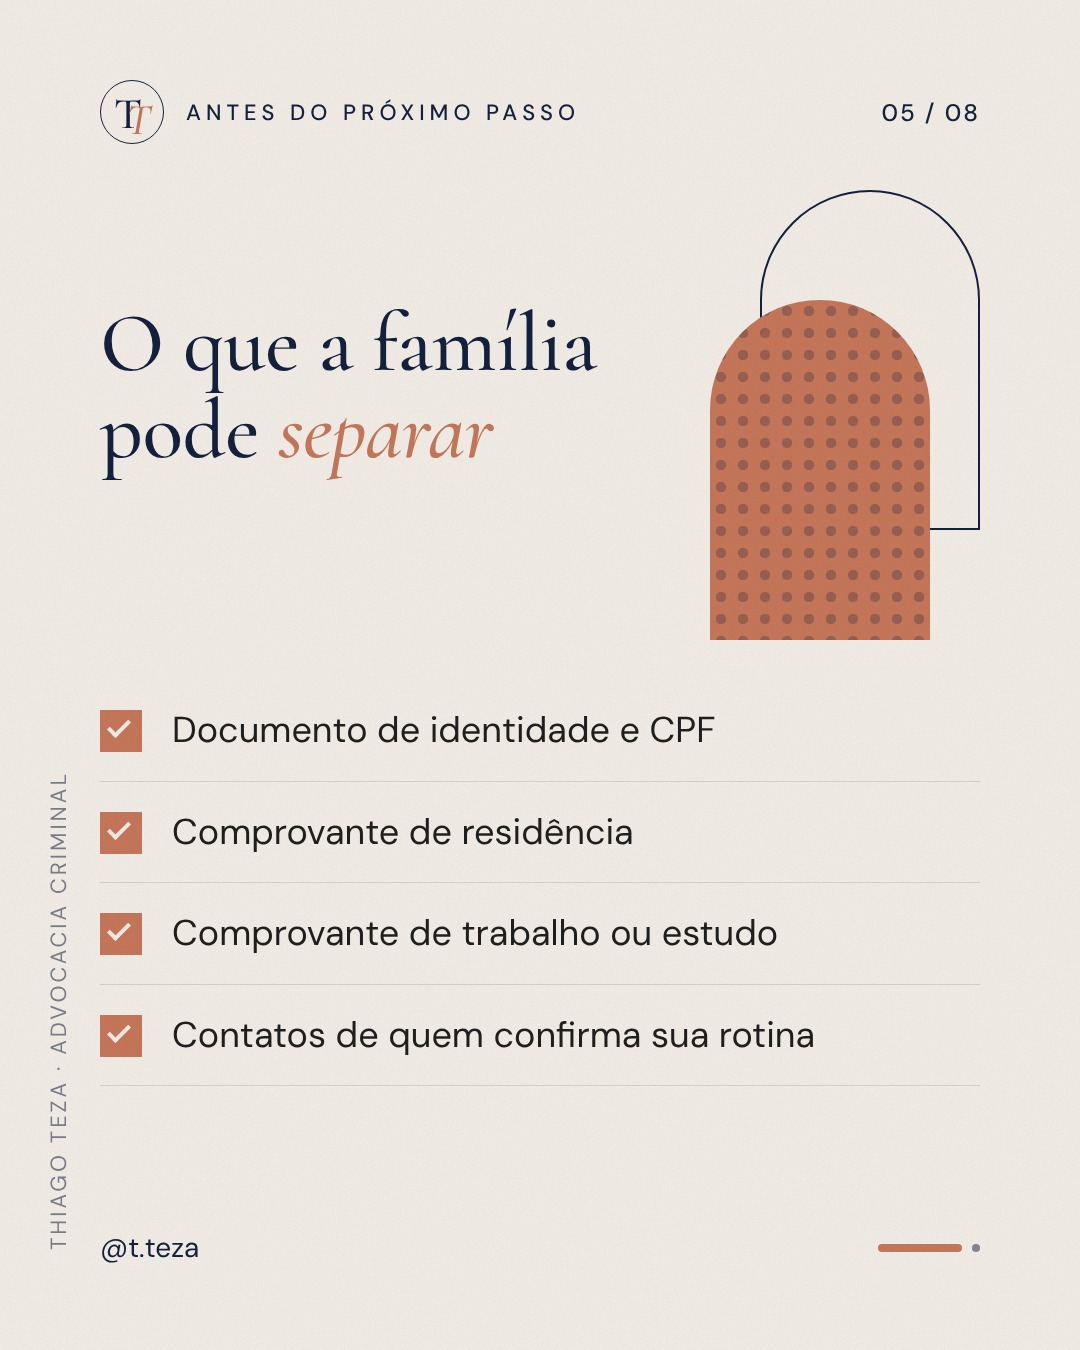 TT
ANTES DO PRÓXIMO PASSO
05 / 08
O que a família
pode separar
Documento de identidade e CPF
Comprovante de residência
Comprovante de trabalho ou estudo
Contatos de quem confirma sua rotina
THIAGO TEZA · ADVOCACIA CRIMINAL
@t.teza